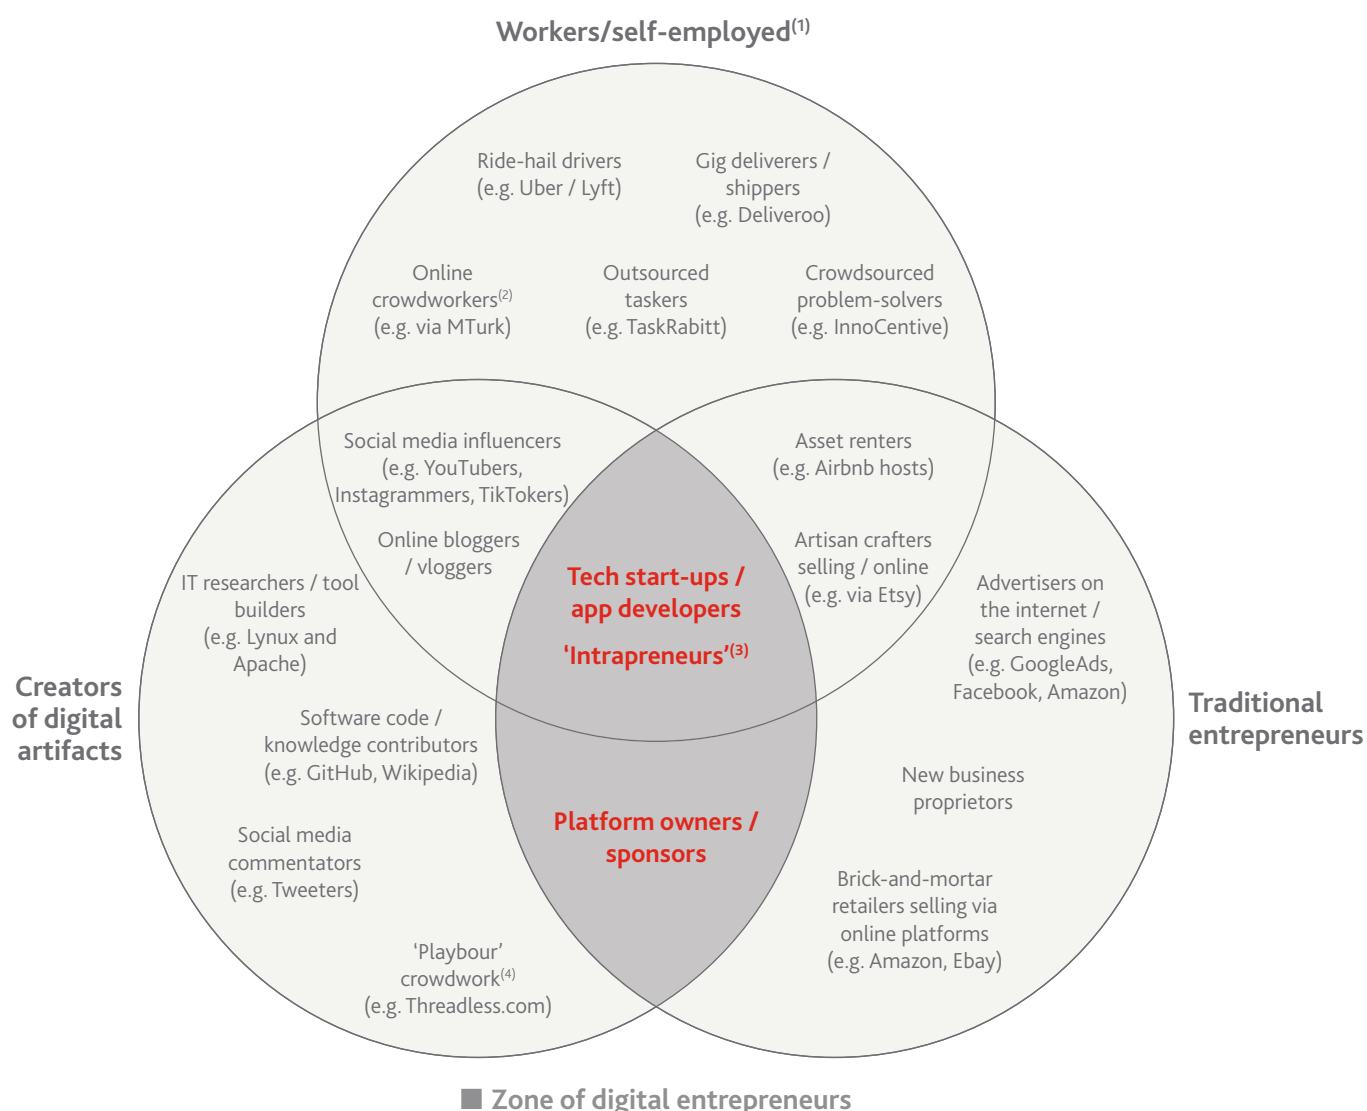 Workers/self-employed(1)
Ride-hail drivers
(e.g. Uber / Lyft)
Gig deliverers /
shippers
(e.g. Deliveroo)
Online
crowdworkers(2)
(e.g. via MTurk)
Outsourced
taskers
(e.g. TaskRabitt)
Crowdsourced
problem-solvers
(e.g. InnoCentive)
Social media influencers
(e.g. YouTubers,
Instagrammers, TikTokers)
Online bloggers
/ vloggers
Asset renters
(e.g. Airbnb hosts)
Artisan crafters
selling / online
(e.g. via Etsy)
Tech start-ups /
app developers
‘Intrapreneurs’(3)
IT researchers / tool
builders
(e.g. Lynux and
Apache)
Advertisers on
the internet /
search engines
(e.g. GoogleAds,
Facebook, Amazon)
Creators
of digital
artifacts
Traditional
entrepreneurs
Software code /
knowledge contributors
(e.g. GitHub, Wikipedia)
New business
proprietors
Platform owners /
sponsors
Social media
commentators
(e.g. Tweeters)
Brick-and-mortar
retailers selling via
online platforms
(e.g. Amazon, Ebay)
‘Playbour’
crowdwork(4)
(e.g. Threadless.com)
Zone of digital entrepreneurs